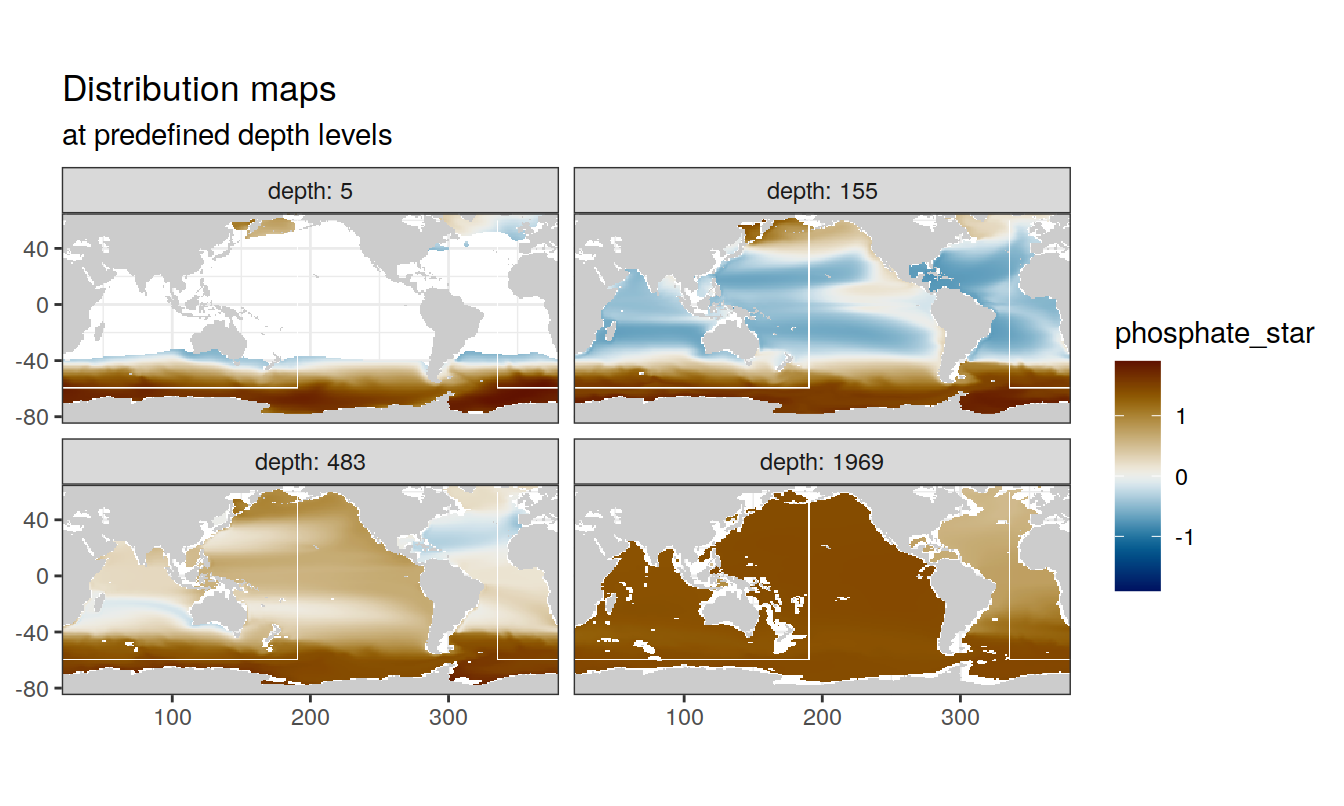 Distribution maps
at predefined depth levels
depth: 5
depth: 155
40
0
-40
-80
depth: 483
depth: 1969
40
0
-40
-80
100
200
300
100
200
300
phosphate_star
1
0
-1